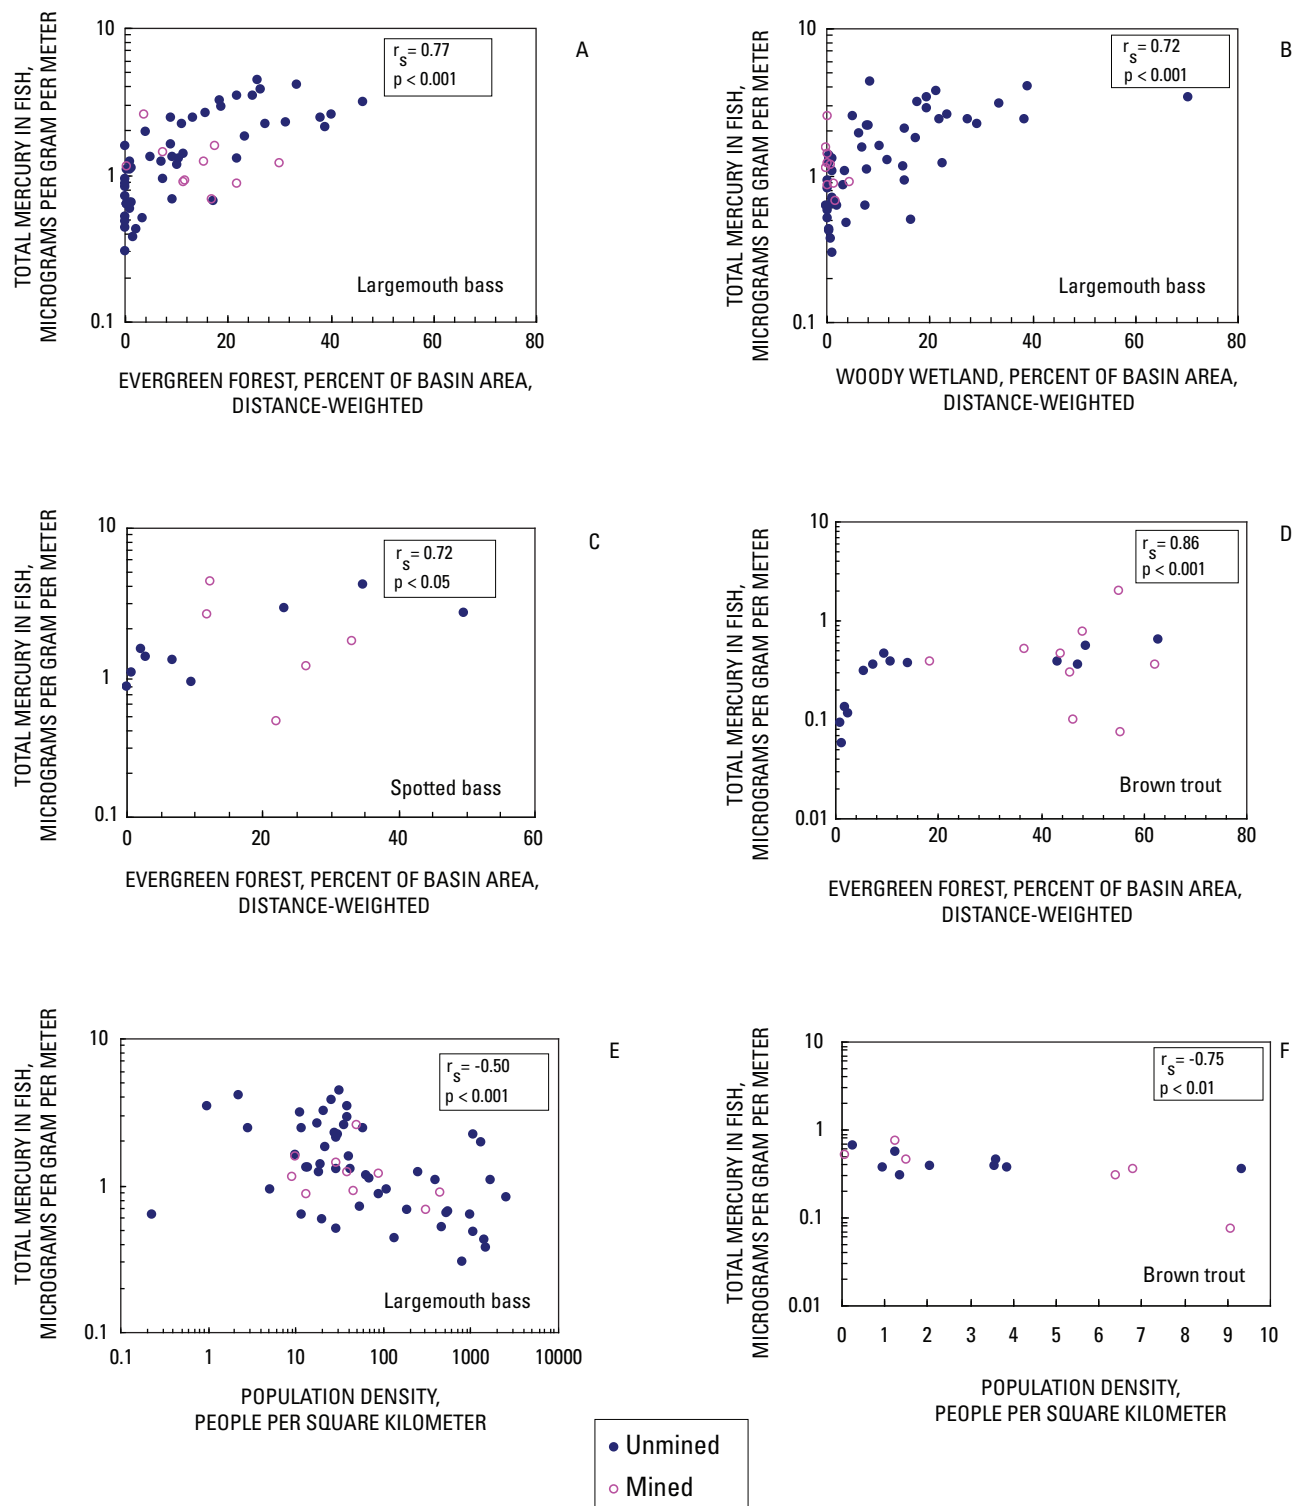 TOTAL MERCURY IN FISH,
MICROGRAMS PER GRAM PER METER
10
1
0.1
r_s = 0.77
p < 0.001
A
Largemouth bass
0 20 40 60 80
EVERGREEN FOREST, PERCENT OF BASIN AREA,
DISTANCE-WEIGHTED
TOTAL MERCURY IN FISH,
MICROGRAMS PER GRAM PER METER
10
1
0.1
r_s = 0.72
p < 0.001
B
Largemouth bass
0 20 40 60 80
WOODY WETLAND, PERCENT OF BASIN AREA,
DISTANCE-WEIGHTED
TOTAL MERCURY IN FISH,
MICROGRAMS PER GRAM PER METER
10
1
0.1
r_s = 0.72
p < 0.05
C
Spotted bass
0 20 40 60
EVERGREEN FOREST, PERCENT OF BASIN AREA,
DISTANCE-WEIGHTED
TOTAL MERCURY IN FISH,
MICROGRAMS PER GRAM PER METER
10
1
0.1
0.01
r_s = 0.86
p < 0.001
D
Brown trout
0 20 40 60 80
EVERGREEN FOREST, PERCENT OF BASIN AREA,
DISTANCE-WEIGHTED
TOTAL MERCURY IN FISH,
MICROGRAMS PER GRAM PER METER
10
1
0.1
r_s = -0.50
p < 0.001
E
Largemouth bass
0.1 1 10 100 1000 10000
POPULATION DENSITY,
PEOPLE PER SQUARE KILOMETER
TOTAL MERCURY IN FISH,
MICROGRAMS PER GRAM PER METER
10
1
0.1
0.01
r_s = -0.75
p < 0.01
F
Brown trout
0 1 2 3 4 5 6 7 8 9 10
POPULATION DENSITY,
PEOPLE PER SQUARE KILOMETER
Unmined
Mined